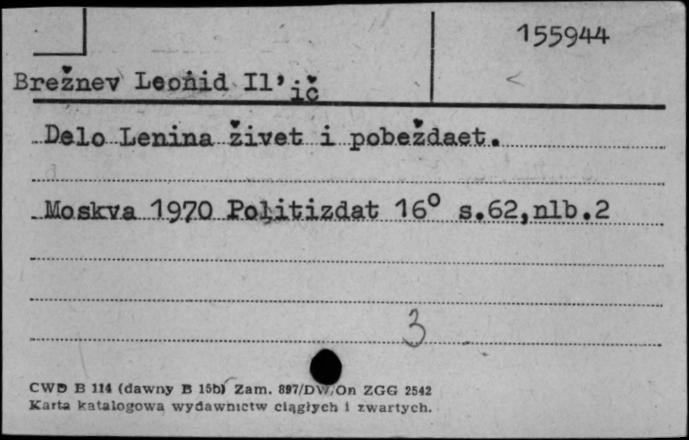 155944
Brežnev Leonid Il'ič
Delo Lenina živet i pobeždaet.
Moskva 1970 Politizdat 16° s.62,nlb.2
3
CWD B 114 (dawny B 15b) Zam. 897/DW/On ZGG 2542
Karta katalogowa wydawnictw ciągłych i zwartych.